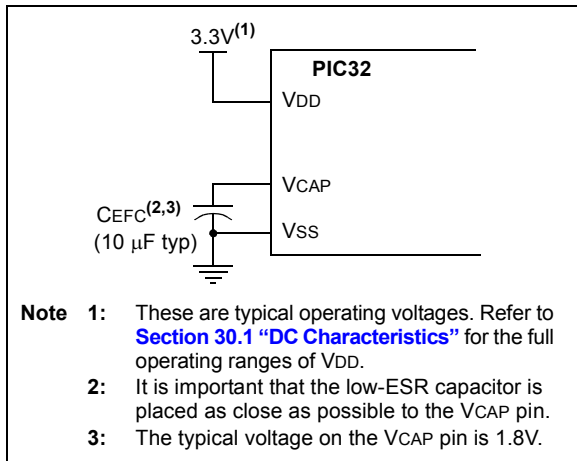 3.3V(1)
PIC32
VDD
VCAP
CEFC(2,3)
(10 μF typ)
VSS
Note 1: These are typical operating voltages. Refer to
Section 30.1 “DC Characteristics” for the full
operating ranges of VDD.
2: It is important that the low-ESR capacitor is
placed as close as possible to the VCAP pin.
3: The typical voltage on the VCAP pin is 1.8V.